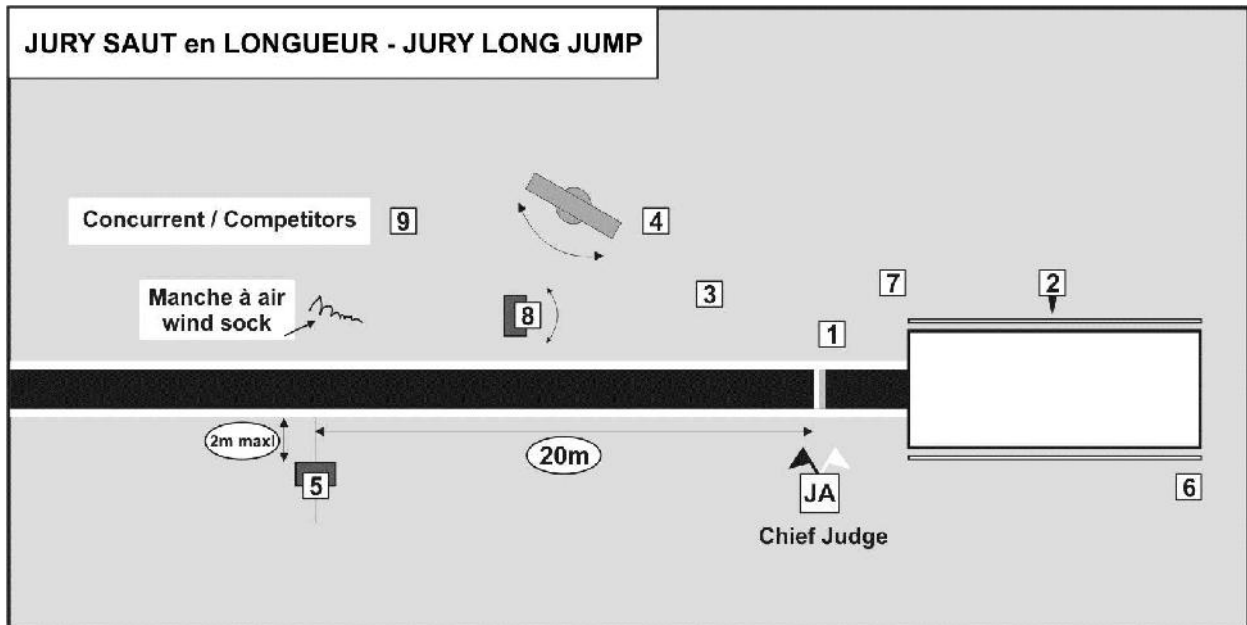 JURY SAUT en LONGUEUR - JURY LONG JUMP
Concurrent / Competitors
9
4
Manche à air
wind sock
8
3
7
2
1
2m maxi
20m
5
JA
6
Chief Judge